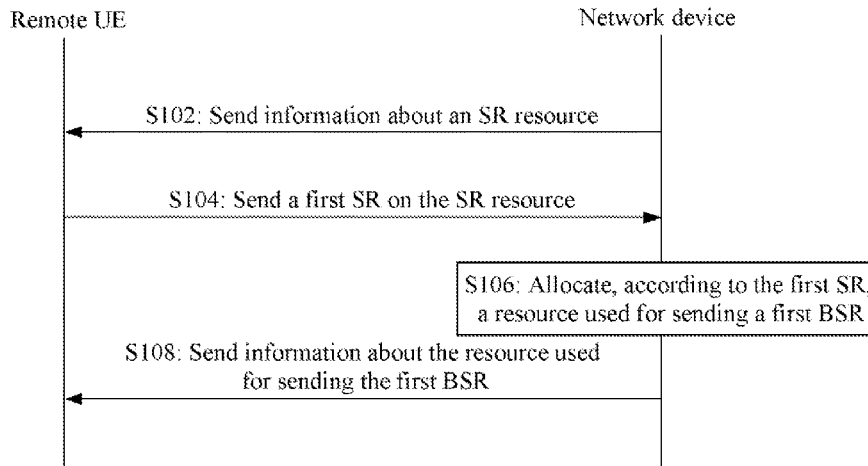 Remote UE
Network device
S102: Send information about an SR resource
S104: Send a first SR on the SR resource
S106: Allocate, according to the first SR,
a resource used for sending a first BSR
S108: Send information about the resource used
for sending the first BSR